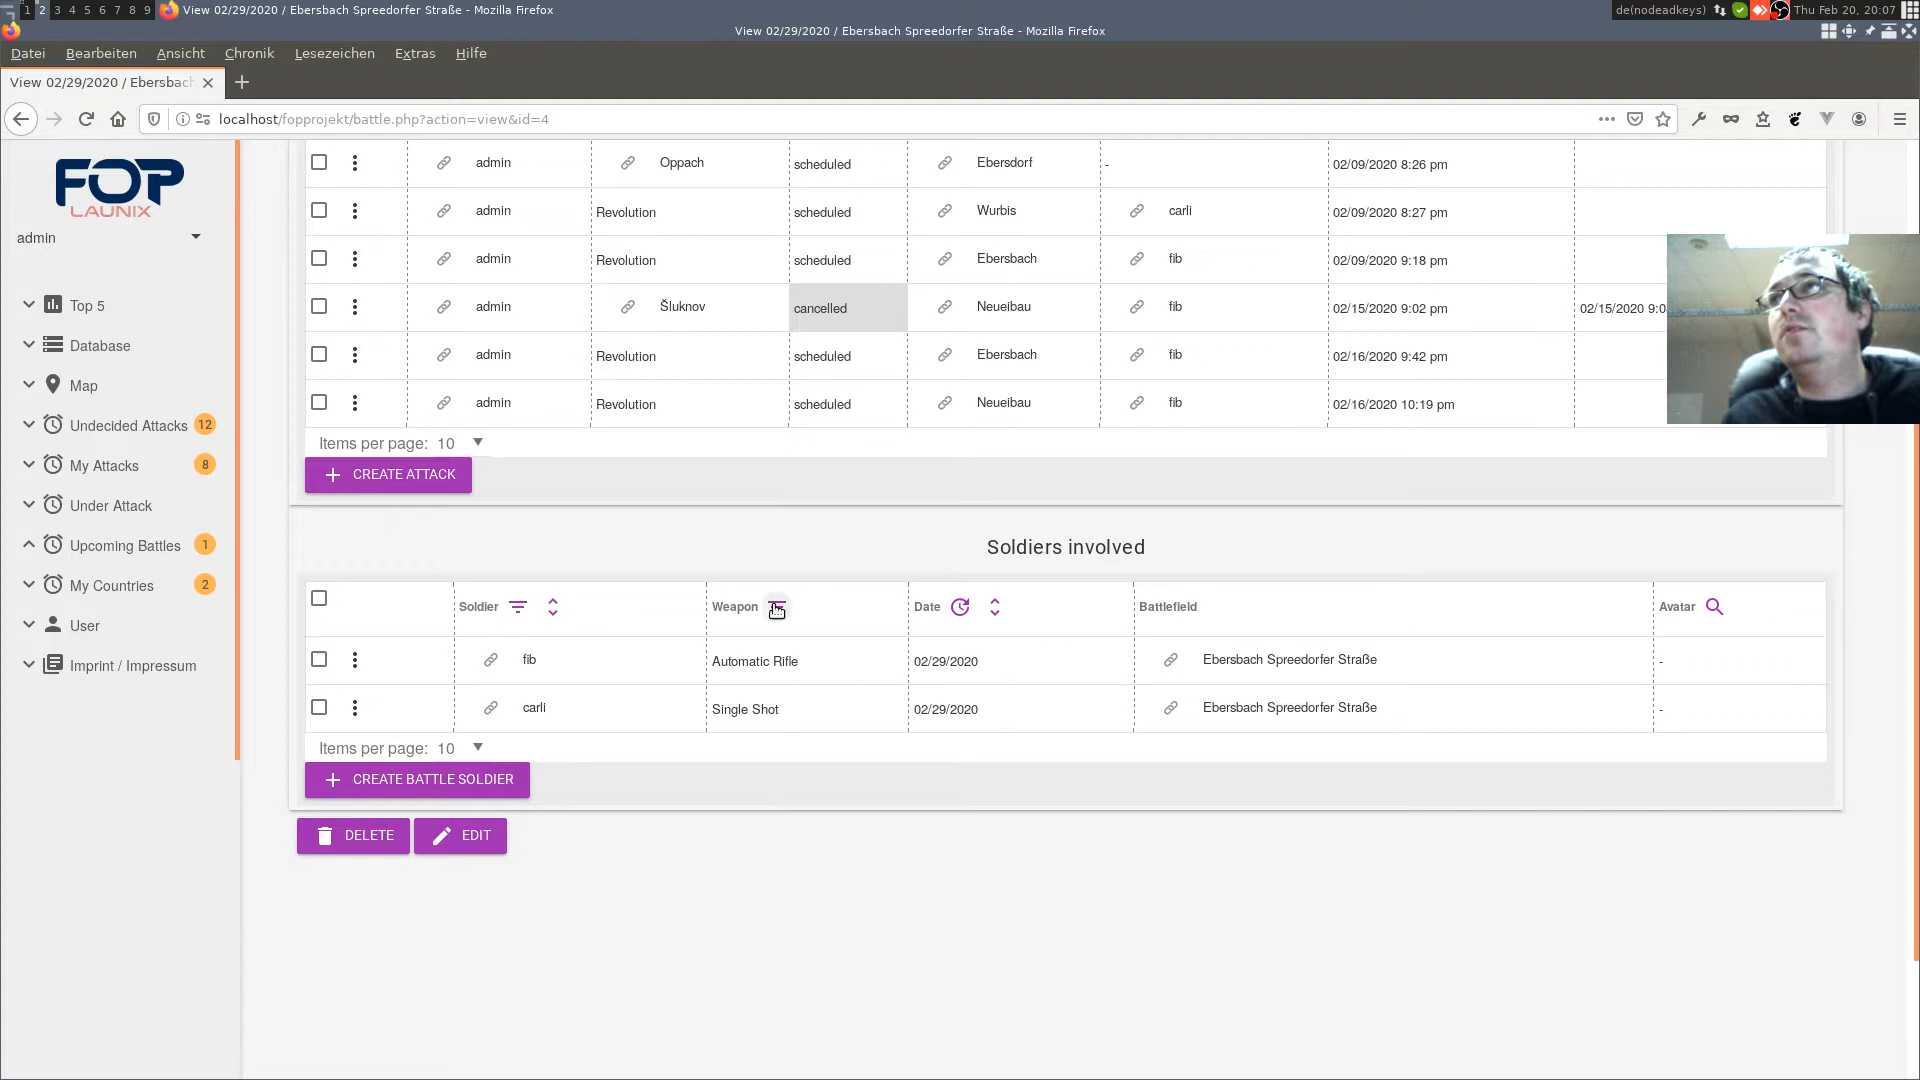 1 2 3 4 5 6 7 8 9 View 02/29/2020 / Ebersbach Spreedorfer Straße - Mozilla Firefox de(nodeadkeys) Thu Feb 20, 20:07
View 02/29/2020 / Ebersbach Spreedorfer Straße - Mozilla Firefox
Datei Bearbeiten Ansicht Chronik Lesezeichen Extras Hilfe
View 02/29/2020 / Ebersbach
localhost/fopprojekt/battle.php?action=view&id=4
FOP
LAUNIX
admin
Top 5
Database
Map
Undecided Attacks 12
My Attacks 8
Under Attack
Upcoming Battles 1
My Countries 2
User
Imprint / Impressum
admin Oppach scheduled Ebersdorf - 02/09/2020 8:26 pm
admin Revolution scheduled Wurbis carli 02/09/2020 8:27 pm
admin Revolution scheduled Ebersbach fib 02/09/2020 9:18 pm
admin Šluknov cancelled Neueibau fib 02/15/2020 9:02 pm 02/15/2020 9:0
admin Revolution scheduled Ebersbach fib 02/16/2020 9:42 pm
admin Revolution scheduled Neueibau fib 02/16/2020 10:19 pm
Items per page: 10
CREATE ATTACK
Soldiers involved
Soldier Weapon Date Battlefield Avatar
fib Automatic Rifle 02/29/2020 Ebersbach Spreedorfer Straße -
carli Single Shot 02/29/2020 Ebersbach Spreedorfer Straße -
Items per page: 10
CREATE BATTLE SOLDIER
DELETE EDIT